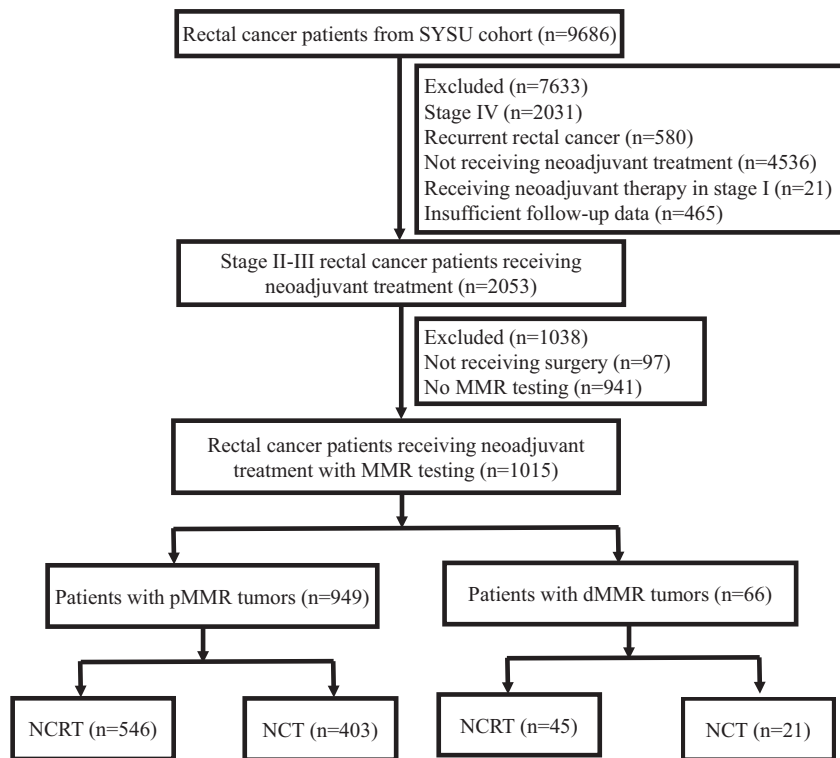 Rectal cancer patients from SYSU cohort (n=9686)
Excluded (n=7633)
Stage IV (n=2031)
Recurrent rectal cancer (n=580)
Not receiving neoadjuvant treatment (n=4536)
Receiving neoadjuvant therapy in stage I (n=21)
Insufficient follow-up data (n=465)
Stage II-III rectal cancer patients receiving
neoadjuvant treatment (n=2053)
Excluded (n=1038)
Not receiving surgery (n=97)
No MMR testing (n=941)
Rectal cancer patients receiving neoadjuvant
treatment with MMR testing (n=1015)
Patients with pMMR tumors (n=949)
Patients with dMMR tumors (n=66)
NCRT (n=546)
NCT (n=403)
NCRT (n=45)
NCT (n=21)